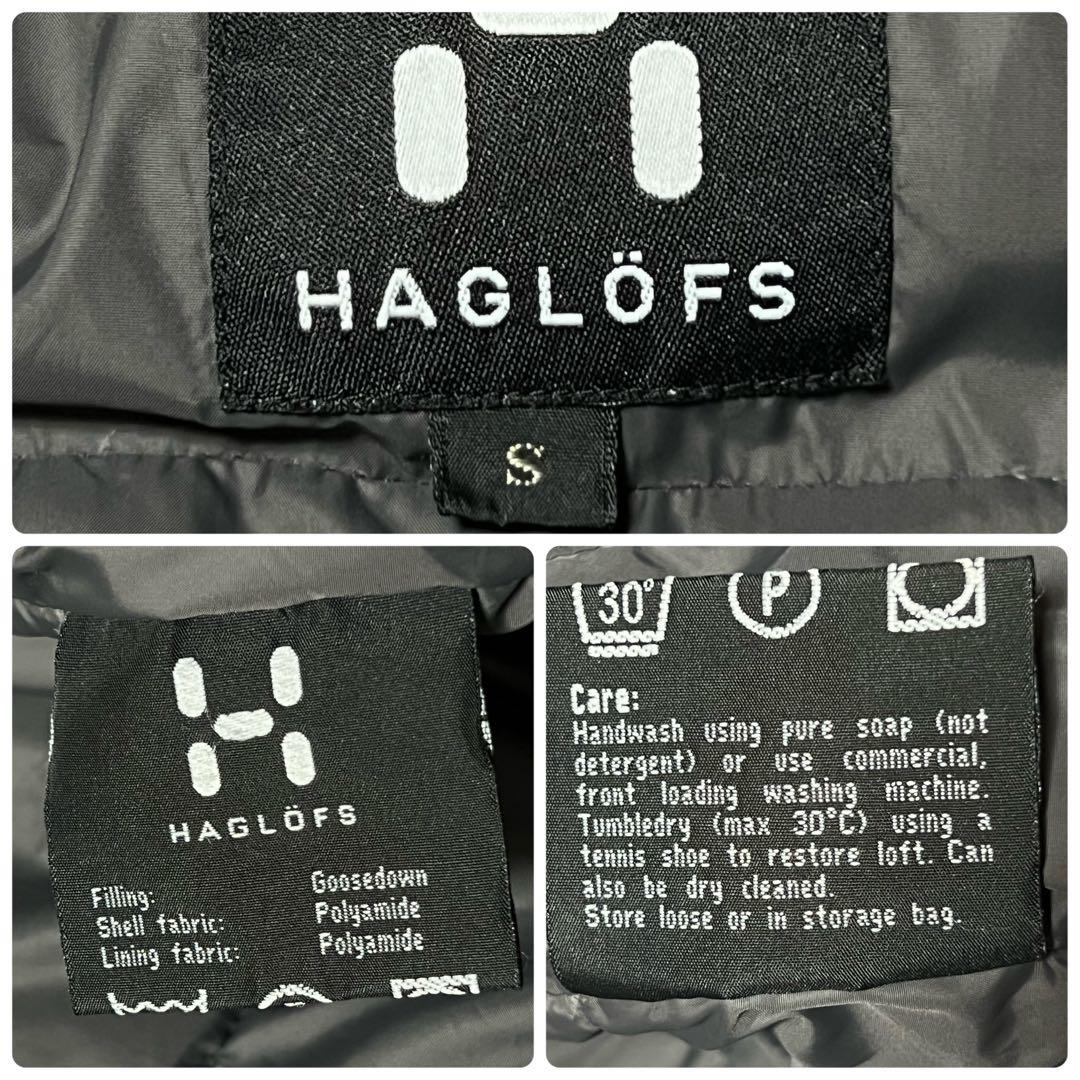 HAGLÖFS
S
HAGLÖFS
Filling: Goosedown
Shell fabric: Polyamide
Lining fabric: Polyamide
30° P
Care:
Handwash using pure soap (not
detergent) or use commercial,
front loading washing machine.
Tumbledry (max 30°C) using a
tennis shoe to restore loft. Can
also be dry cleaned.
Store loose or in storage bag.